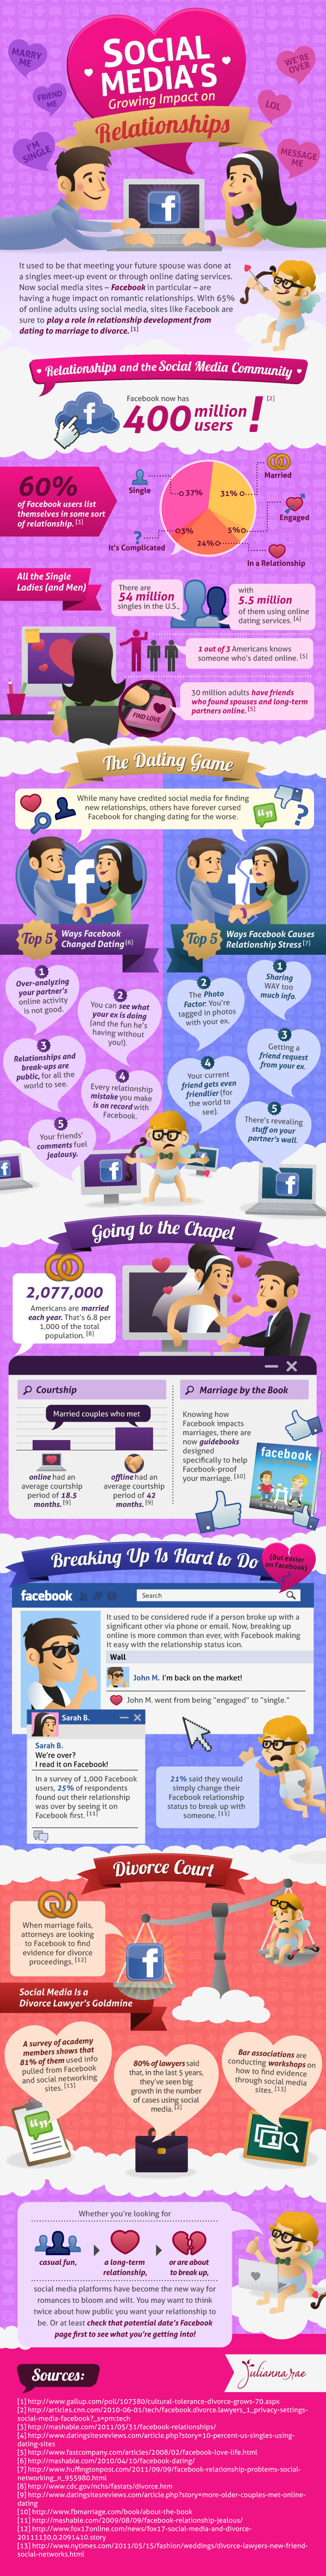 MARRY
ME
FRIEND
ME
I'M
SINGLE
SOCIAL
MEDIA'S
Growing Impact on
Relationships
WE'RE
OVER
LOL
MESSAGE
ME
f
It used to be that meeting your future spouse was done at
a singles meet-up event or through online dating services.
Now social media sites – Facebook in particular – are
having a huge impact on romantic relationships. With 65%
of online adults using social media, sites like Facebook are
sure to play a role in relationship development from
dating to marriage to divorce. [1]
Relationships and the Social Media Community
f
Facebook now has
400 million users! [2]
60%
of Facebook users list
themselves in some sort
of relationship. [3]
Single
37%
31%
Married
5%
Engaged
24%
In a Relationship
3%
?
It's Complicated
All the Single
Ladies (and Men)
There are
54 million
singles in the U.S.,
with
5.5 million
of them using online
dating services. [4]
1 out of 3 Americans knows
someone who's dated online. [5]
FIND LOVE
30 million adults have friends
who found spouses and long-term
partners online. [5]
The Dating Game
While many have credited social media for finding
new relationships, others have forever cursed
Facebook for changing dating for the worse.
?
f
f
Top 5
Ways Facebook
Changed Dating [6]
1
Over-analyzing
your partner's
online activity
is not good.
2
You can see what
your ex is doing
(and the fun he's
having without
you!).
3
Relationships and
break-ups are
public, for all the
world to see.
4
Every relationship
mistake you make
is on record with
Facebook.
5
Your friends'
comments fuel
jealousy.
Top 5
Ways Facebook Causes
Relationship Stress [7]
1
Sharing
WAY too
much info.
2
The Photo
Factor. You're
tagged in photos
with your ex.
3
Getting a
friend request
from your ex.
4
Your current
friend gets even
friendlier (for
the world to
see).
5
There's revealing
stuff on your
partner's wall.
f
f
f
Going to the Chapel
2,077,000
Americans are married
each year. That's 6.8 per
1,000 of the total
population. [8]
Courtship
Married couples who met
online had an
average courtship
period of 18.5
months. [9]
offline had an
average courtship
period of 42
months. [9]
Marriage by the Book
Knowing how
Facebook impacts
marriages, there are
now guidebooks
designed
specifically to help
Facebook-proof
your marriage. [10]
facebook
Breaking Up Is Hard to Do
(But easier
on Facebook)
facebook
Search
It used to be considered rude if a person broke up with a
significant other via phone or email. Now, breaking up
online is more common than ever, with Facebook making
it easy with the relationship status icon.
Wall
John M. I'm back on the market!
John M. went from being "engaged" to "single."
Sarah B.
Sarah B.
We're over?
I read it on Facebook!
In a survey of 1,000 Facebook
users, 25% of respondents
found out their relationship
was over by seeing it on
Facebook first. [11]
21% said they would
simply change their
Facebook relationship
status to break up with
someone. [11]
Divorce Court
When marriage fails,
attorneys are looking
to Facebook to find
evidence for divorce
proceedings. [12]
f
Social Media Is a
Divorce Lawyer's Goldmine
A survey of academy
members shows that
81% of them used info
pulled from Facebook
and social networking
sites. [13]
80% of lawyers said
that, in the last 5 years,
they've seen big
growth in the number
of cases using social
media. [2]
Bar associations are
conducting workshops on
how to find evidence
through social media
sites. [13]
Whether you're looking for
casual fun,
a long-term
relationship,
or are about
to break up,
social media platforms have become the new way for
romances to bloom and wilt. You may want to think
twice about how public you want your relationship to
be. Or at least check that potential date's Facebook
page first to see what you're getting into!
Sources:
Julianna rae
[1] http://www.gallup.com/poll/107380/cultural-tolerance-divorce-grows-70.aspx
[2] http://articles.cnn.com/2010-06-01/tech/facebook.divorce.lawyers_1_privacy-settings-
social-media-facebook?_s=pm:tech
[3] http://mashable.com/2011/05/31/facebook-relationships/
[4] http://www.datingsitesreviews.com/article.php?story=10-percent-us-singles-using-
dating-sites
[5] http://www.fastcompany.com/articles/2008/02/facebook-love-life.html
[6] http://mashable.com/2010/04/10/facebook-dating/
[7] http://www.huffingtonpost.com/2011/09/09/facebook-relationship-problems-social-
networking_n_955980.html
[8] http://www.cdc.gov/nchs/fastats/divorce.htm
[9] http://www.datingsitesreviews.com/article.php?story=more-older-couples-met-online-
dating
[10] http://www.fbmarriage.com/book/about-the-book
[11] http://mashable.com/2009/08/09/facebook-relationship-jealous/
[12] http://www.fox17online.com/news/fox17-social-media-and-divorce-
20111130,0,2091410.story
[13] http://nytimes.com/2011/05/15/fashion/weddings/divorce-lawyers-new-friend-
social-networks.html